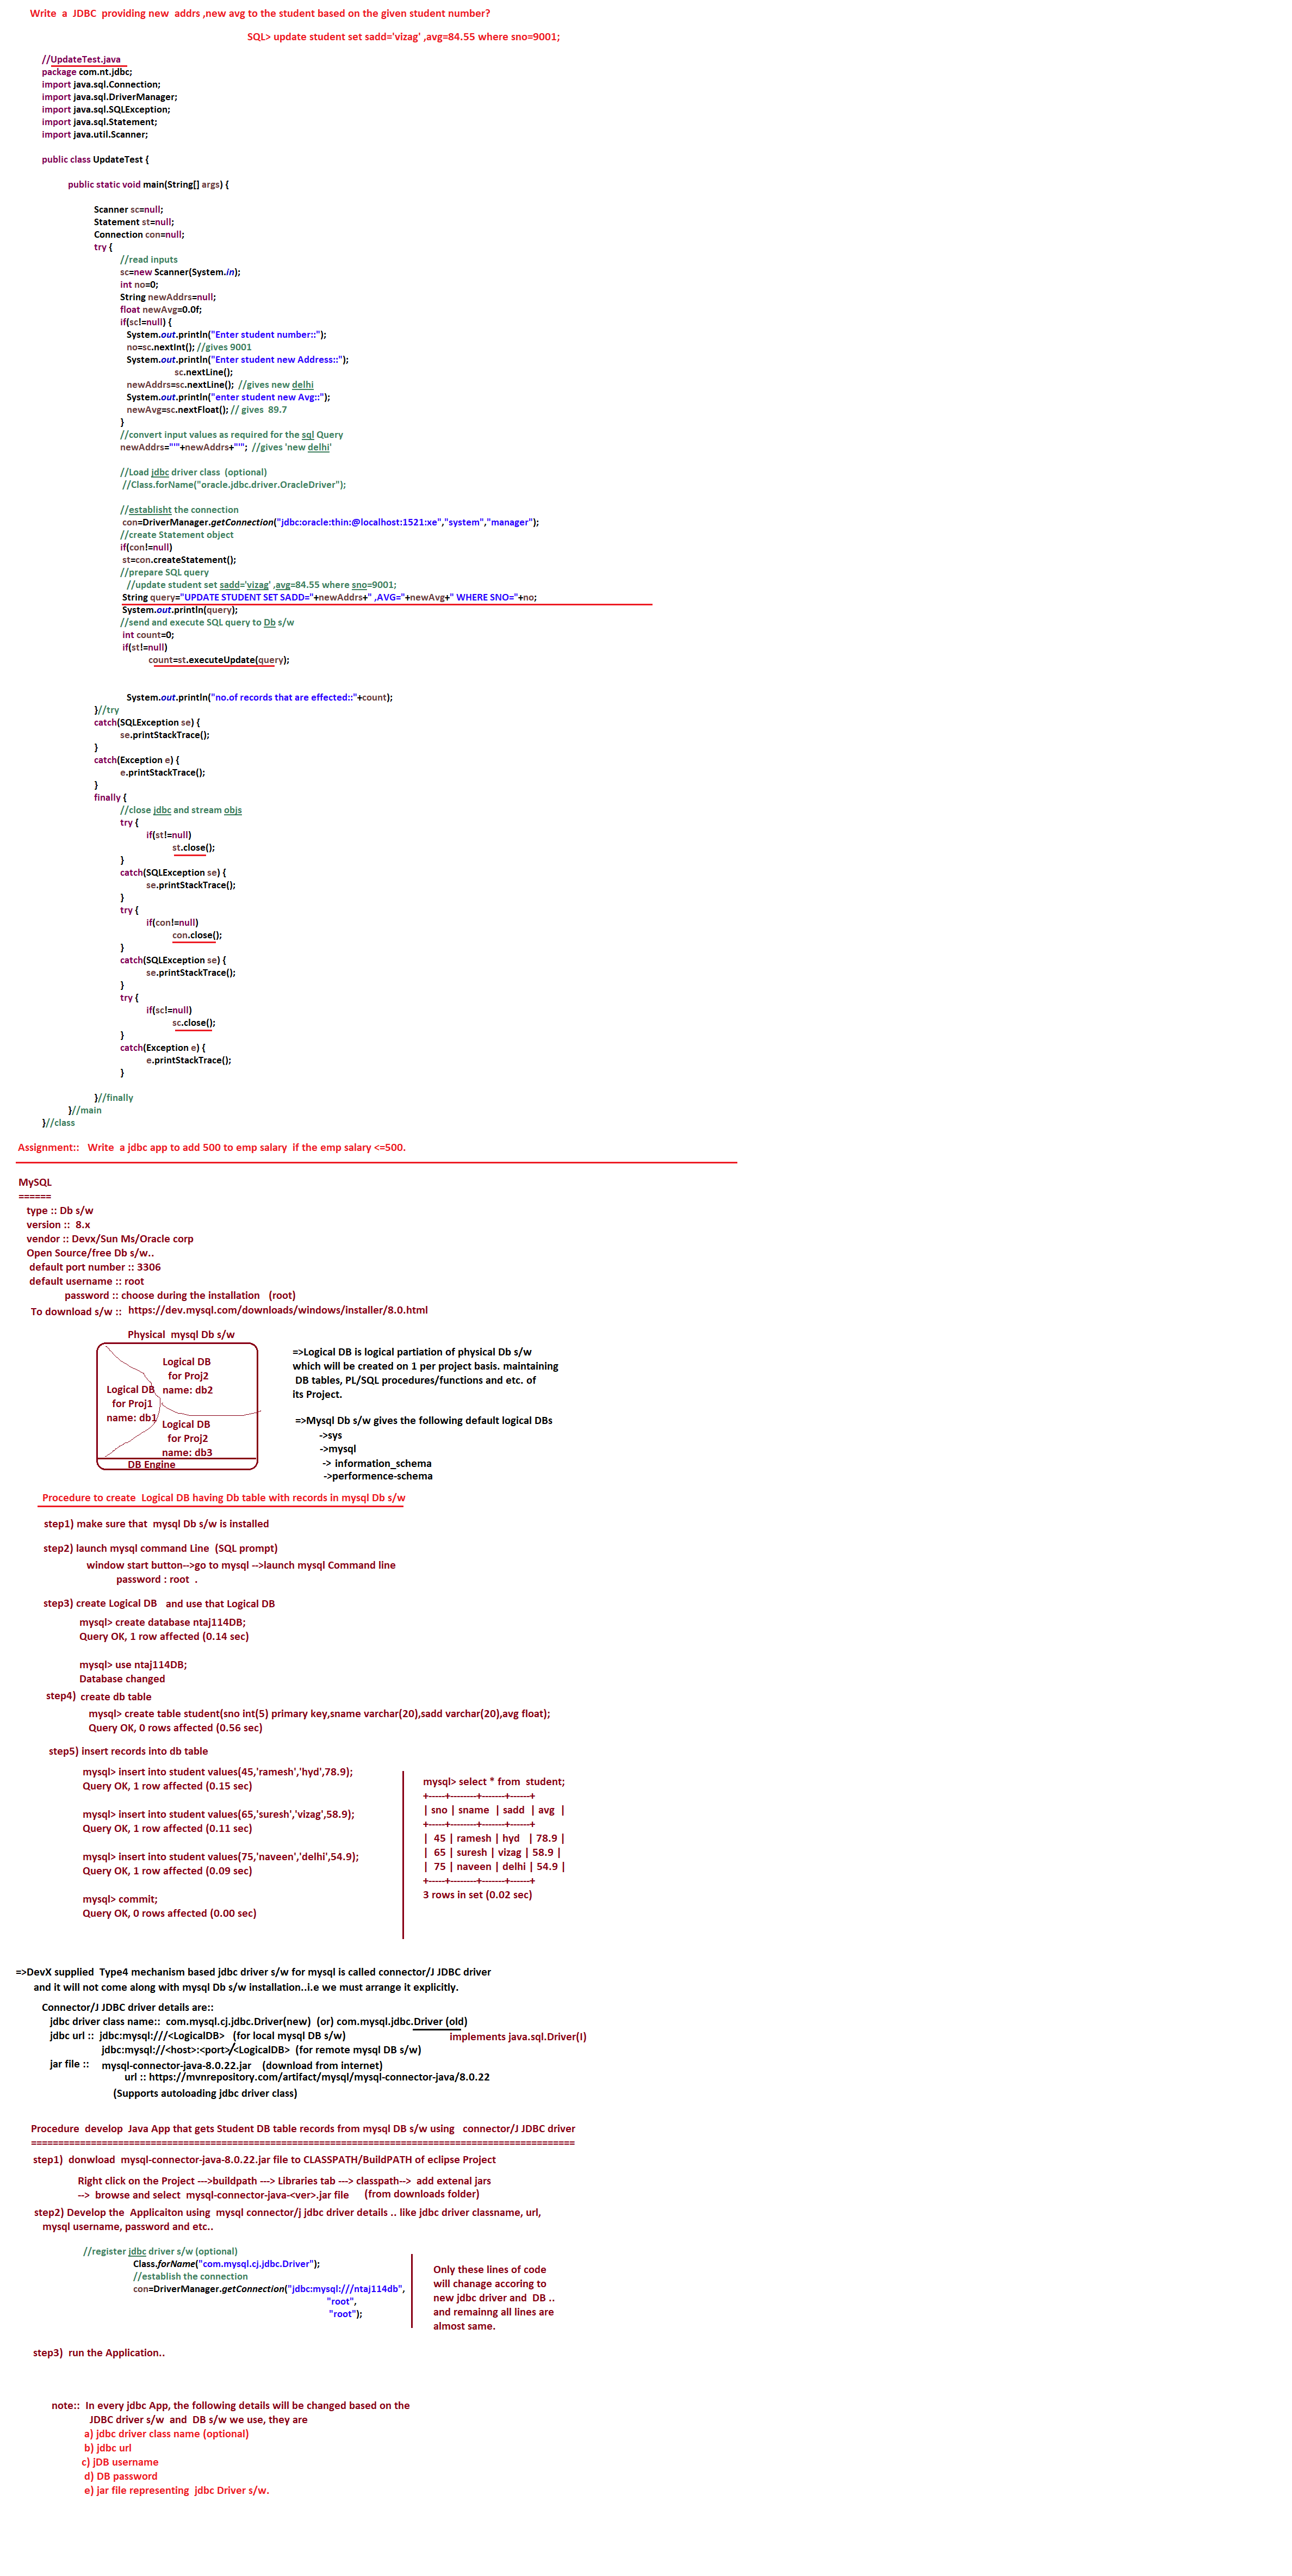 Write a JDBC providing new addrs ,new avg to the student based on the given student number?
SQL> update student set sadd='vizag' ,avg=84.55 where sno=9001;
//UpdateTest.java
package com.nt.jdbc;
import java.sql.Connection;
import java.sql.DriverManager;
import java.sql.SQLException;
import java.sql.Statement;
import java.util.Scanner;
public class UpdateTest {
public static void main(String[] args) {
Scanner sc=null;
Statement st=null;
Connection con=null;
try {
//read inputs
sc=new Scanner(System.in);
int no=0;
String newAddrs=null;
float newAvg=0.0f;
if(sc!=null) {
System.out.println("Enter student number::");
no=sc.nextInt(); //gives 9001
System.out.println("Enter student new Address::");
sc.nextLine();
newAddrs=sc.nextLine(); //gives new delhi
System.out.println("enter student new Avg::");
newAvg=sc.nextFloat(); // gives 89.7
}
//convert input values as required for the sql Query
newAddrs="'"+newAddrs+"'"; //gives 'new delhi'
//Load jdbc driver class (optional)
//Class.forName("oracle.jdbc.driver.OracleDriver");
//establisht the connection
con=DriverManager.getConnection("jdbc:oracle:thin:@localhost:1521:xe","system","manager");
//create Statement object
if(con!=null)
st=con.createStatement();
//prepare SQL query
//update student set sadd='vizag' ,avg=84.55 where sno=9001;
String query="UPDATE STUDENT SET SADD="+newAddrs+" ,AVG="+newAvg+" WHERE SNO="+no;
System.out.println(query);
//send and execute SQL query to Db s/w
int count=0;
if(st!=null)
count=st.executeUpdate(query);
System.out.println("no.of records that are effected::"+count);
}//try
catch(SQLException se) {
se.printStackTrace();
}
catch(Exception e) {
e.printStackTrace();
}
finally {
//close jdbc and stream objs
try {
if(st!=null)
st.close();
}
catch(SQLException se) {
se.printStackTrace();
}
try {
if(con!=null)
con.close();
}
catch(SQLException se) {
se.printStackTrace();
}
try {
if(sc!=null)
sc.close();
}
catch(Exception e) {
e.printStackTrace();
}
}//finally
}//main
}//class
Assignment:: Write a jdbc app to add 500 to emp salary if the emp salary <=500.
MySQL
======
type :: Db s/w
version :: 8.x
vendor :: Devx/Sun Ms/Oracle corp
Open Source/free Db s/w..
default port number :: 3306
default username :: root
password :: choose during the installation (root)
To download s/w :: https://dev.mysql.com/downloads/windows/installer/8.0.html
Physical mysql Db s/w
Logical DB
for Proj2
name: db2
Logical DB
for Proj1
name: db1
Logical DB
for Proj2
name: db3
DB Engine
=>Logical DB is logical partiation of physical Db s/w
which will be created on 1 per project basis. maintaining
DB tables, PL/SQL procedures/functions and etc. of
its Project.
=>Mysql Db s/w gives the following default logical DBs
->sys
->mysql
-> information_schema
->performence-schema
Procedure to create Logical DB having Db table with records in mysql Db s/w
step1) make sure that mysql Db s/w is installed
step2) launch mysql command Line (SQL prompt)
window start button-->go to mysql -->launch mysql Command line
password : root .
step3) create Logical DB and use that Logical DB
mysql> create database ntaj114DB;
Query OK, 1 row affected (0.14 sec)
mysql> use ntaj114DB;
Database changed
step4) create db table
mysql> create table student(sno int(5) primary key,sname varchar(20),sadd varchar(20),avg float);
Query OK, 0 rows affected (0.56 sec)
step5) insert records into db table
mysql> insert into student values(45,'ramesh','hyd',78.9);
Query OK, 1 row affected (0.15 sec)
mysql> insert into student values(65,'suresh','vizag',58.9);
Query OK, 1 row affected (0.11 sec)
mysql> insert into student values(75,'naveen','delhi',54.9);
Query OK, 1 row affected (0.09 sec)
mysql> commit;
Query OK, 0 rows affected (0.00 sec)
mysql> select * from student;
+-----+--------+-------+------+
| sno | sname | sadd | avg |
+-----+--------+-------+------+
| 45 | ramesh | hyd | 78.9 |
| 65 | suresh | vizag | 58.9 |
| 75 | naveen | delhi | 54.9 |
+-----+--------+-------+------+
3 rows in set (0.02 sec)
=>DevX supplied Type4 mechanism based jdbc driver s/w for mysql is called connector/J JDBC driver
and it will not come along with mysql Db s/w installation..i.e we must arrange it explicitly.
Connector/J JDBC driver details are::
jdbc driver class name:: com.mysql.cj.jdbc.Driver(new) (or) com.mysql.jdbc.Driver (old)
jdbc url :: jdbc:mysql:///<LogicalDB> (for local mysql DB s/w)
implements java.sql.Driver(I)
jdbc:mysql://<host>:<port>/<LogicalDB> (for remote mysql DB s/w)
jar file :: mysql-connector-java-8.0.22.jar (download from internet)
url :: https://mvnrepository.com/artifact/mysql/mysql-connector-java/8.0.22
(Supports autoloading jdbc driver class)
Procedure develop Java App that gets Student DB table records from mysql DB s/w using connector/J JDBC driver
====================================================================================================
step1) donwload mysql-connector-java-8.0.22.jar file to CLASSPATH/BuildPATH of eclipse Project
Right click on the Project --->buildpath ---> Libraries tab ---> classpath--> add extenal jars
--> browse and select mysql-connector-java-<ver>.jar file (from downloads folder)
step2) Develop the Applicaiton using mysql connector/j jdbc driver details .. like jdbc driver classname, url,
mysql username, password and etc..
//register jdbc driver s/w (optional)
Class.forName("com.mysql.cj.jdbc.Driver");
//establish the connection
con=DriverManager.getConnection("jdbc:mysql:///ntaj114db",
"root",
"root");
Only these lines of code
will chanage accoring to
new jdbc driver and DB ..
and remainng all lines are
almost same.
step3) run the Application..
note:: In every jdbc App, the following details will be changed based on the
JDBC driver s/w and DB s/w we use, they are
a) jdbc driver class name (optional)
b) jdbc url
c) jDB username
d) DB password
e) jar file representing jdbc Driver s/w.